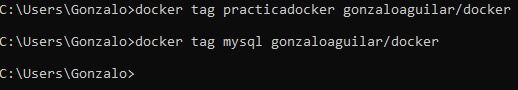 C:\Users\Gonzalo>docker tag practicadocker gonzaloaguilar/docker
C:\Users\Gonzalo>docker tag mysql gonzaloaguilar/docker
C:\Users\Gonzalo>